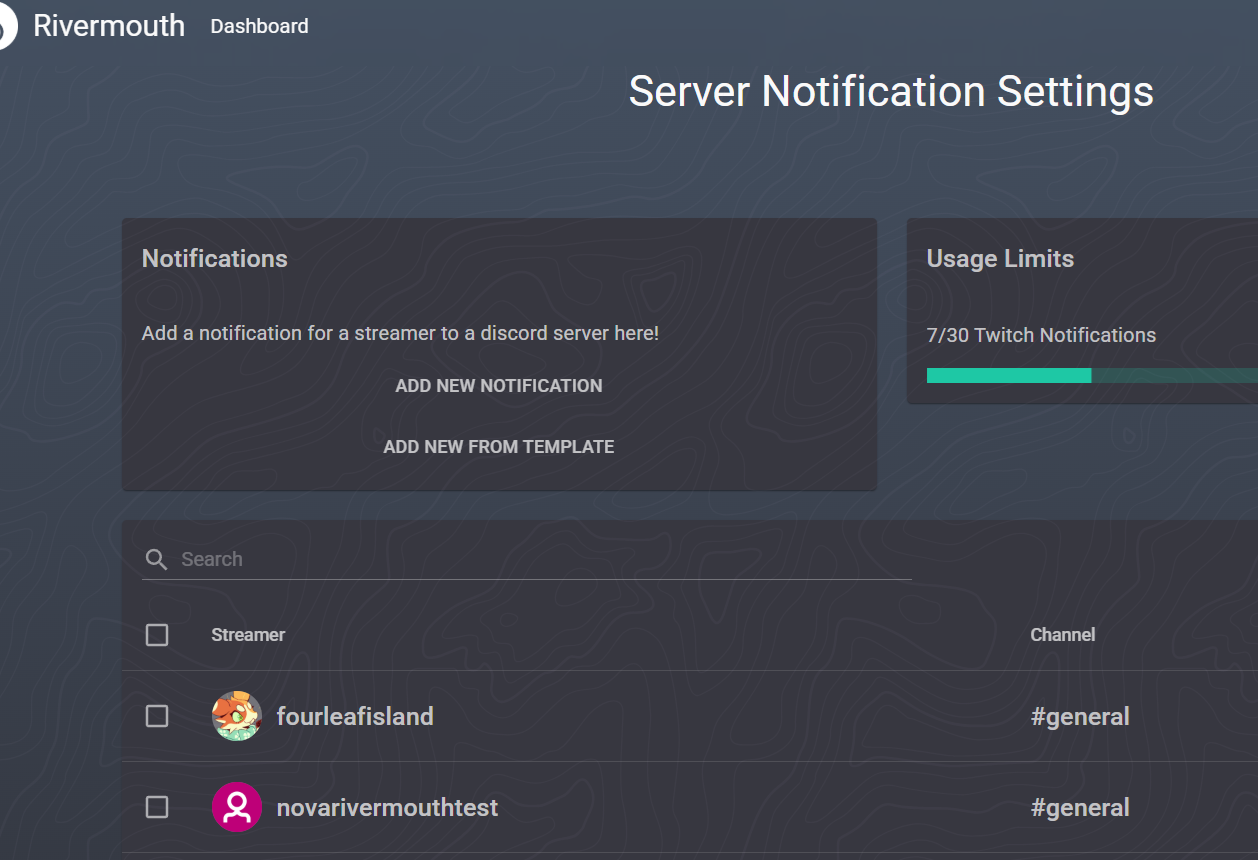 Rivermouth Dashboard
Server Notification Settings
Notifications
Add a notification for a streamer to a discord server here!
ADD NEW NOTIFICATION
ADD NEW FROM TEMPLATE
Usage Limits
7/30 Twitch Notifications
Search
Streamer Channel
fourleafisland #general
novarivermouthtest #general